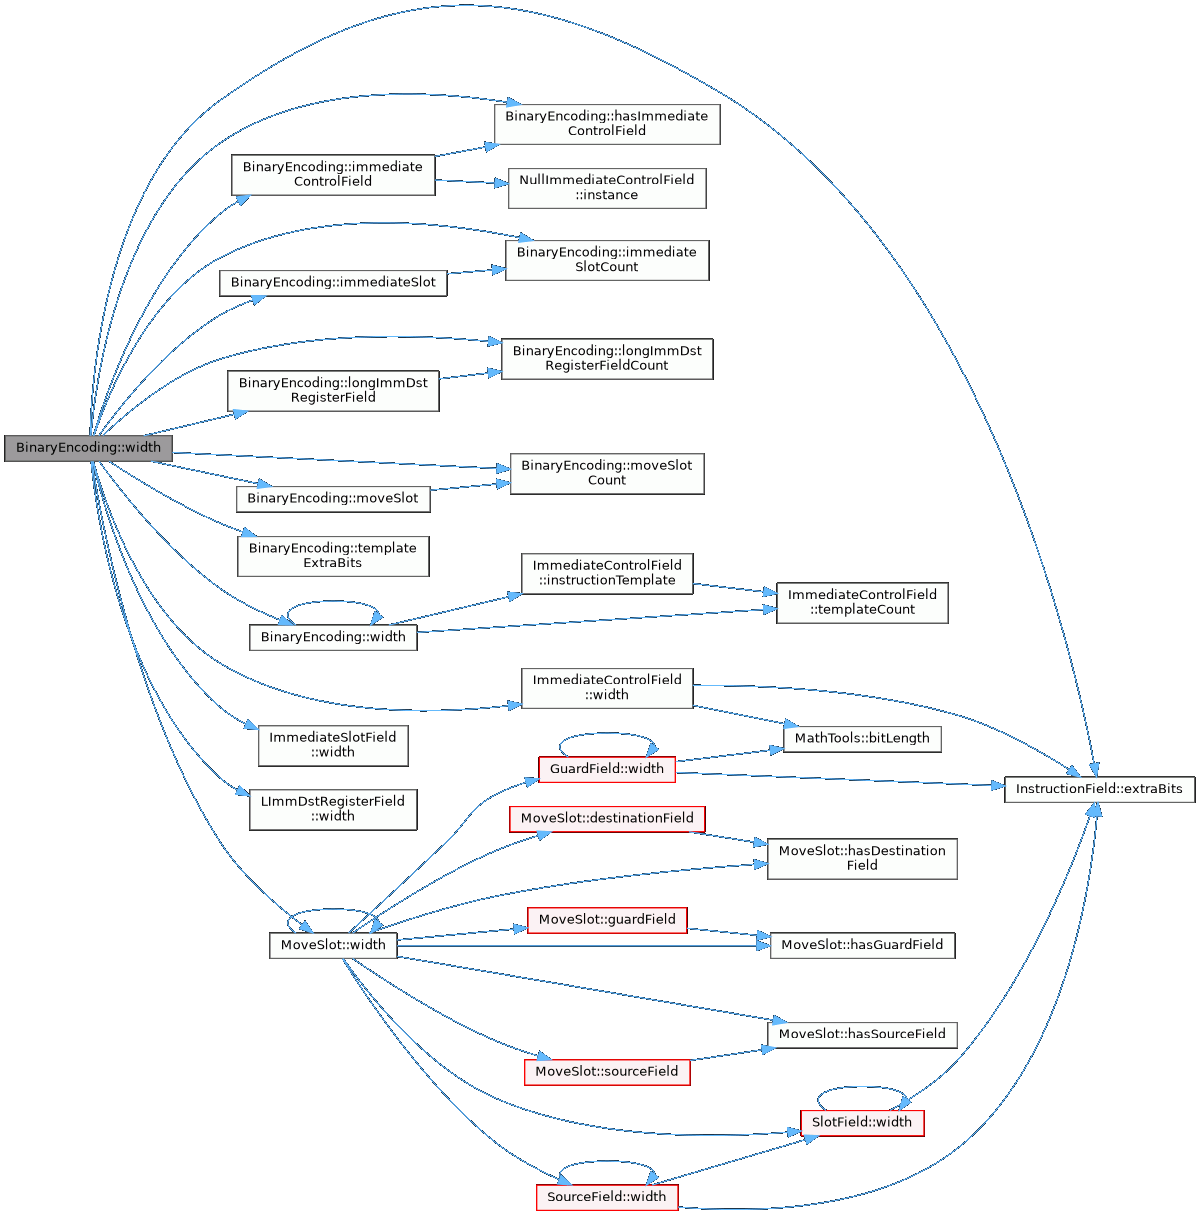 BinaryEncoding::hasImmediate
ControlField
BinaryEncoding::immediate
ControlField
NullImmediateControlField
::instance
BinaryEncoding::immediate
SlotCount
BinaryEncoding::immediateSlot
BinaryEncoding::longImmDst
RegisterFieldCount
BinaryEncoding::longImmDst
RegisterField
BinaryEncoding::width
BinaryEncoding::moveSlot
Count
BinaryEncoding::moveSlot
BinaryEncoding::template
ExtraBits
ImmediateControlField
::instructionTemplate
ImmediateControlField
::templateCount
BinaryEncoding::width
ImmediateControlField
::width
ImmediateSlotField
::width
MathTools::bitLength
GuardField::width
InstructionField::extraBits
LImmDstRegisterField
::width
MoveSlot::destinationField
MoveSlot::hasDestination
Field
MoveSlot::guardField
MoveSlot::width
MoveSlot::hasGuardField
MoveSlot::hasSourceField
MoveSlot::sourceField
SlotField::width
SourceField::width